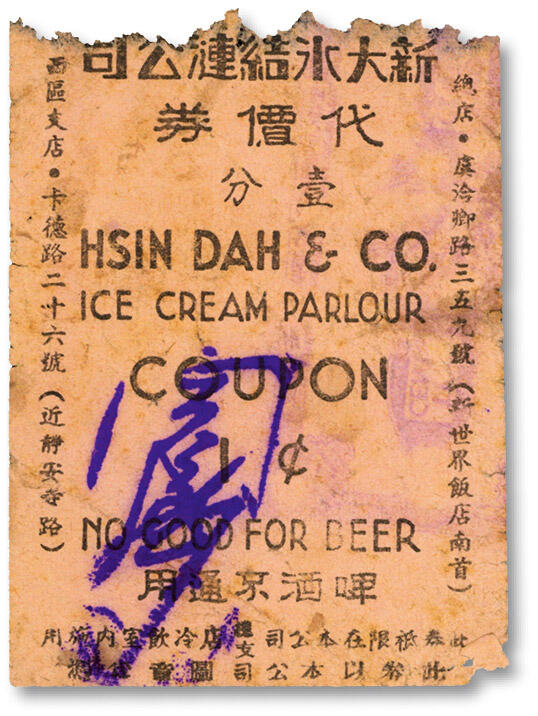 新大氷結漣公司
代價券
壹分
總店・虞洽卿路三五九號(新世界飯店南首)
西區支店・卡德路二十六號(近靜安寺路)
HSIN DAH & CO.
ICE CREAM PARLOUR
COUPON
1 ¢
NO GOOD FOR BEER
啤酒不通用
此券祇限在本公司總支店冷飲室內施用
此券以本公司圖章